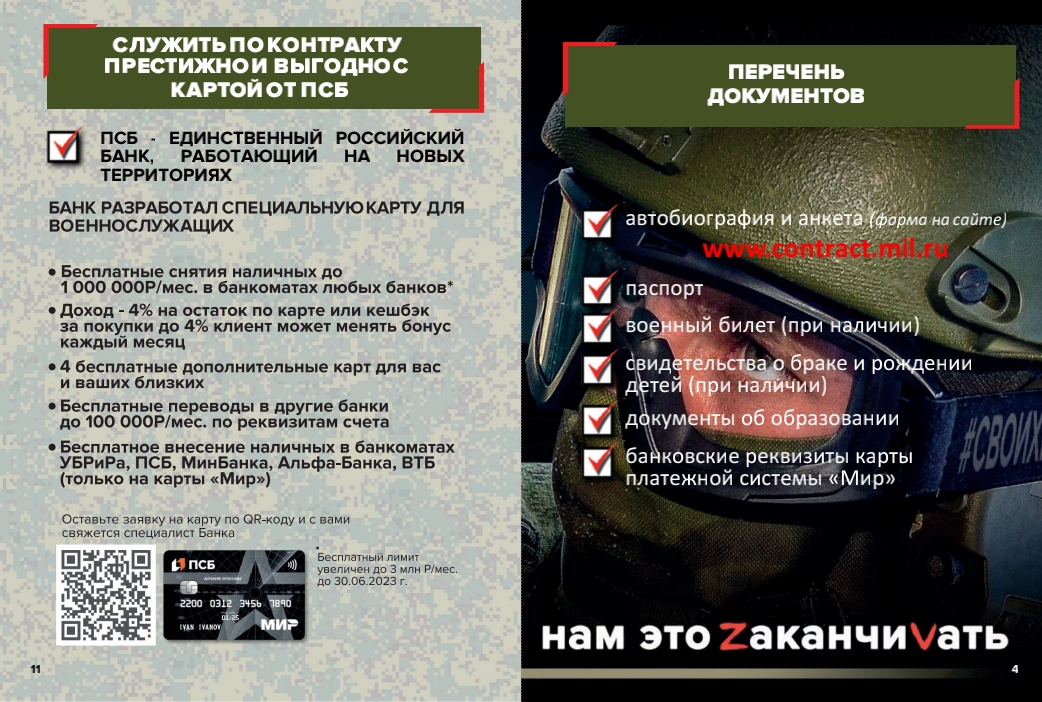 СЛУЖИТЬ ПО КОНТРАКТУ
ПРЕСТИЖНО И ВЫГОДНО С
КАРТОЙ ОТ ПСБ
ПСБ - ЕДИНСТВЕННЫЙ РОССИЙСКИЙ
БАНК, РАБОТАЮЩИЙ НА НОВЫХ
ТЕРРИТОРИЯХ
БАНК РАЗРАБОТАЛ СПЕЦИАЛЬНУЮ КАРТУ ДЛЯ
ВОЕННОСЛУЖАЩИХ
• Бесплатные снятия наличных до
1 000 000Р/мес. в банкоматах любых банков*
• Доход - 4% на остаток по карте или кешбэк
за покупки до 4% клиент может менять бонус
каждый месяц
• 4 бесплатные дополнительные карт для вас
и ваших близких
• Бесплатные переводы в другие банки
до 100 000Р/мес. по реквизитам счета
• Бесплатное внесение наличных в банкоматах
УБРиРа, ПСБ, МинБанка, Альфа-Банка, ВТБ
(только на карты «Мир»)
Оставьте заявку на карту по QR-коду и с вами
свяжется специалист Банка
ПСБ
АРМИЯ РОССИИ
2200 0312 3456 7890
01/25
IVAN IVANOV
МИР
*
Бесплатный лимит
увеличен до 3 млн Р/мес.
до 30.06.2023 г.
11
ПЕРЕЧЕНЬ
ДОКУМЕНТОВ
автобиография и анкета (фарма на сайте)
www.contract.mil.ru
паспорт
военный билет (при наличии)
свидетельства о браке и рождении
детей (при наличии)
документы об образовании
банковские реквизиты карты
платежной системы «Мир»
#СВОИХ
нам это Zаканчи Vать
4